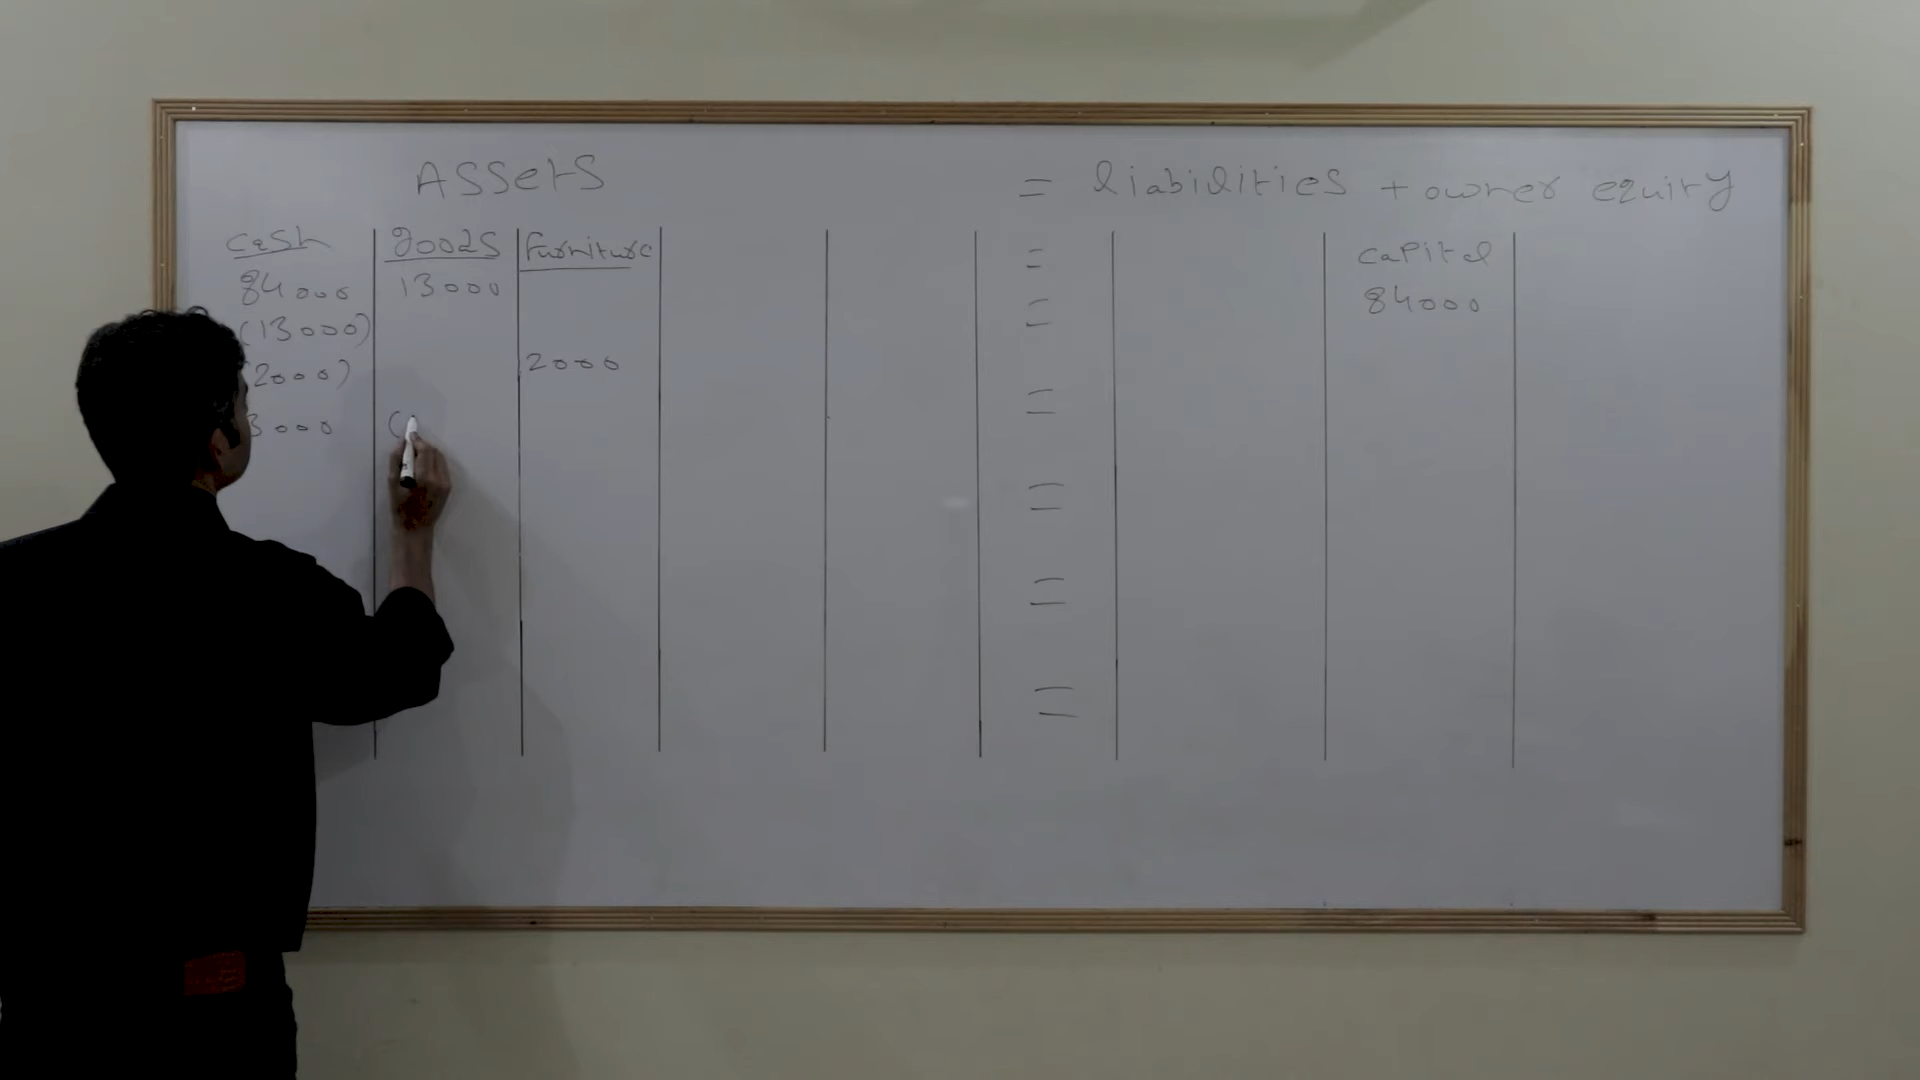 Assets = liabilities + owner equity
cash goods furniture = capital
84000 13000 = 84000
(13000)
2000) 2000
=
3000 (
=
=
=